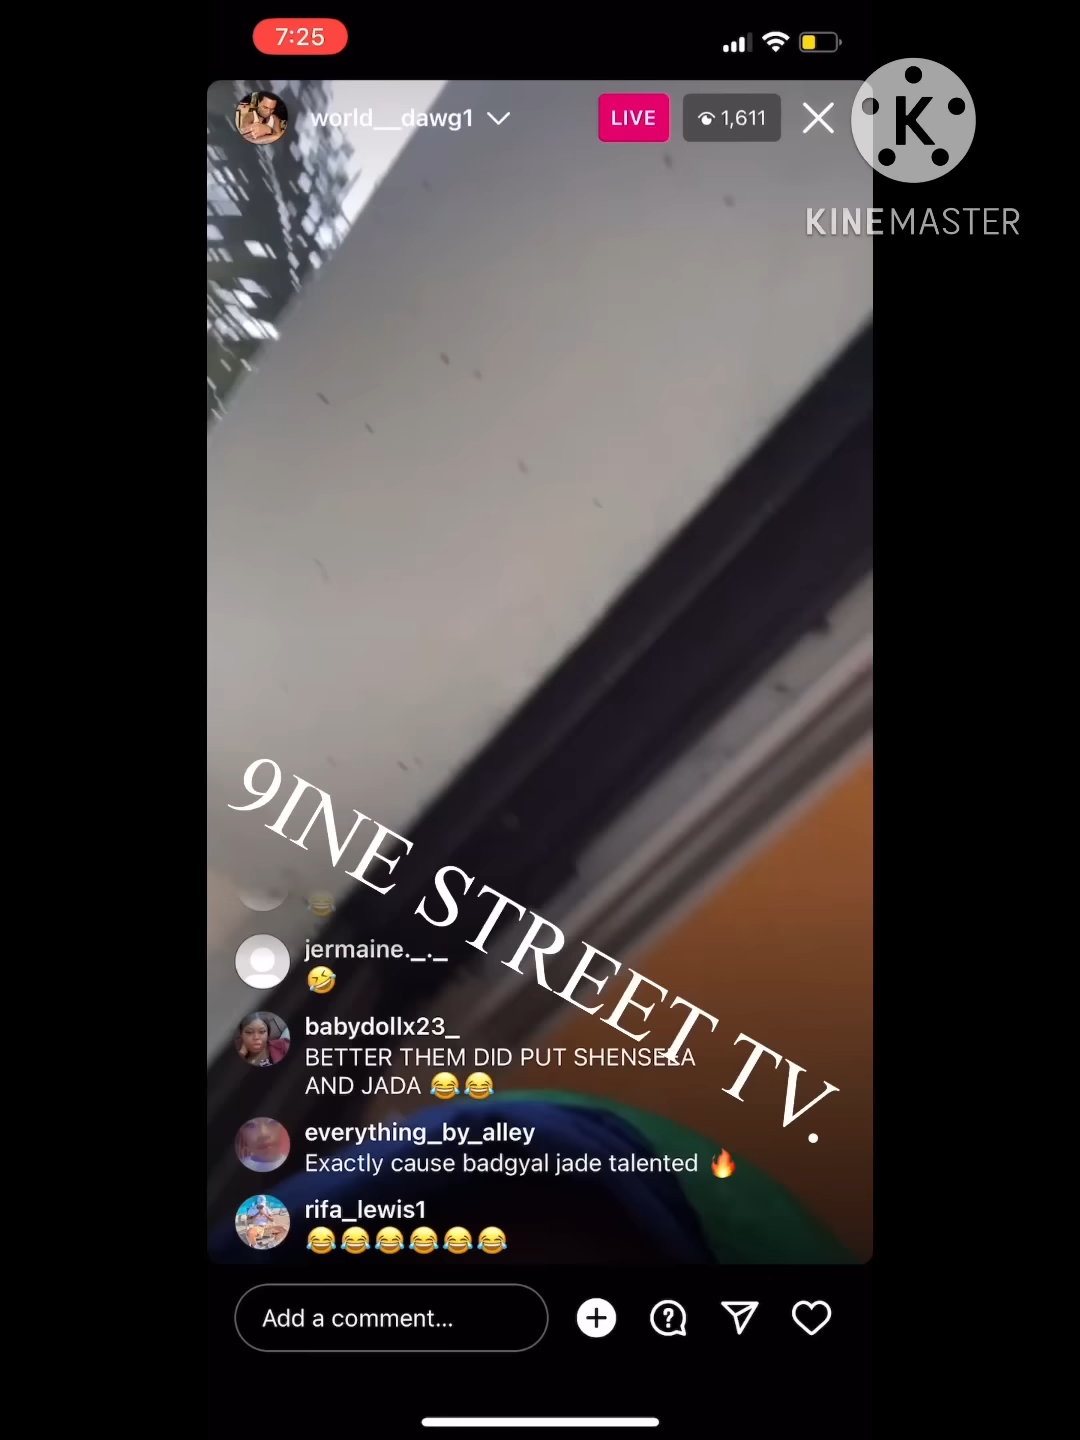 7:25
world__dawg1
LIVE
1,611
K
KINEMASTER
9INE STREET TV.
😂
jermaine._._
🤣
babydollx23_
BETTER THEM DID PUT SHENSEEA
AND JADA 😂😂
everything_by_alley
Exactly cause badgyal jade talented 🔥
rifa_lewis1
😂😂😂😂😂😂
Add a comment...